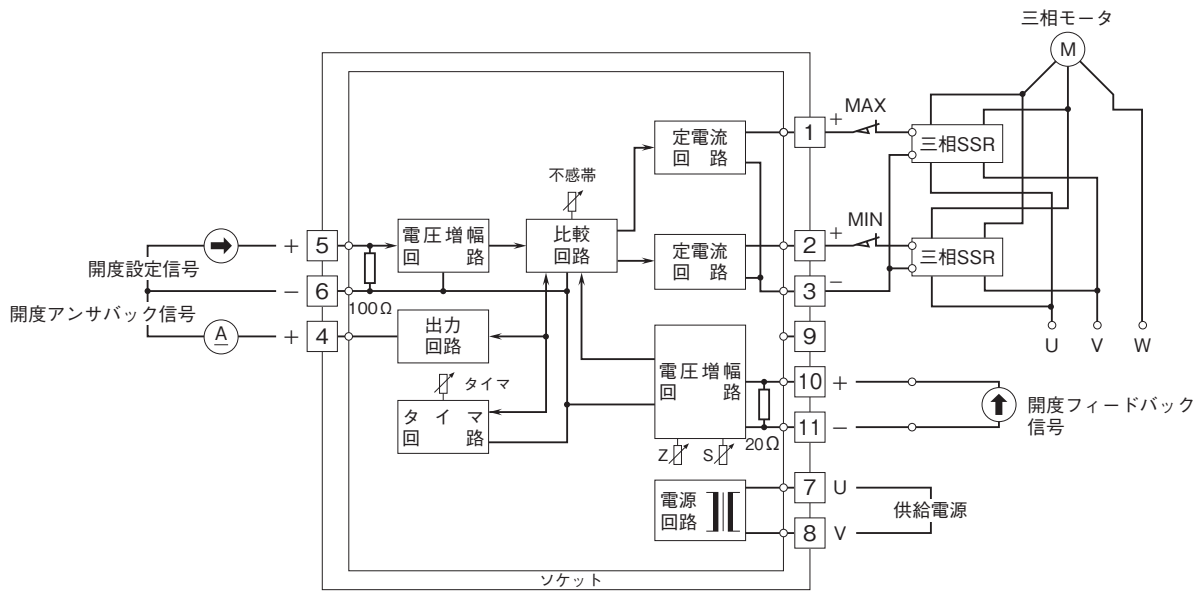 三相モータ
M
MAX
+
1
定電流
回　路
三相SSR
不感帯
MIN
+
2
電圧増幅
回　　路
比較
回路
定電流
回　路
三相SSR
+
5
開度設定信号
−
6
3
−
100Ω
開度アンサバック信号
A
+
4
出力
回路
9
U
V
W
タイマ
電圧増幅
回　　路
10
+
タ イ マ
回　　路
開度フィードバック
信号
11
−
20Ω
Z
S
電源
回路
7
U
供給電源
8
V
ソケット